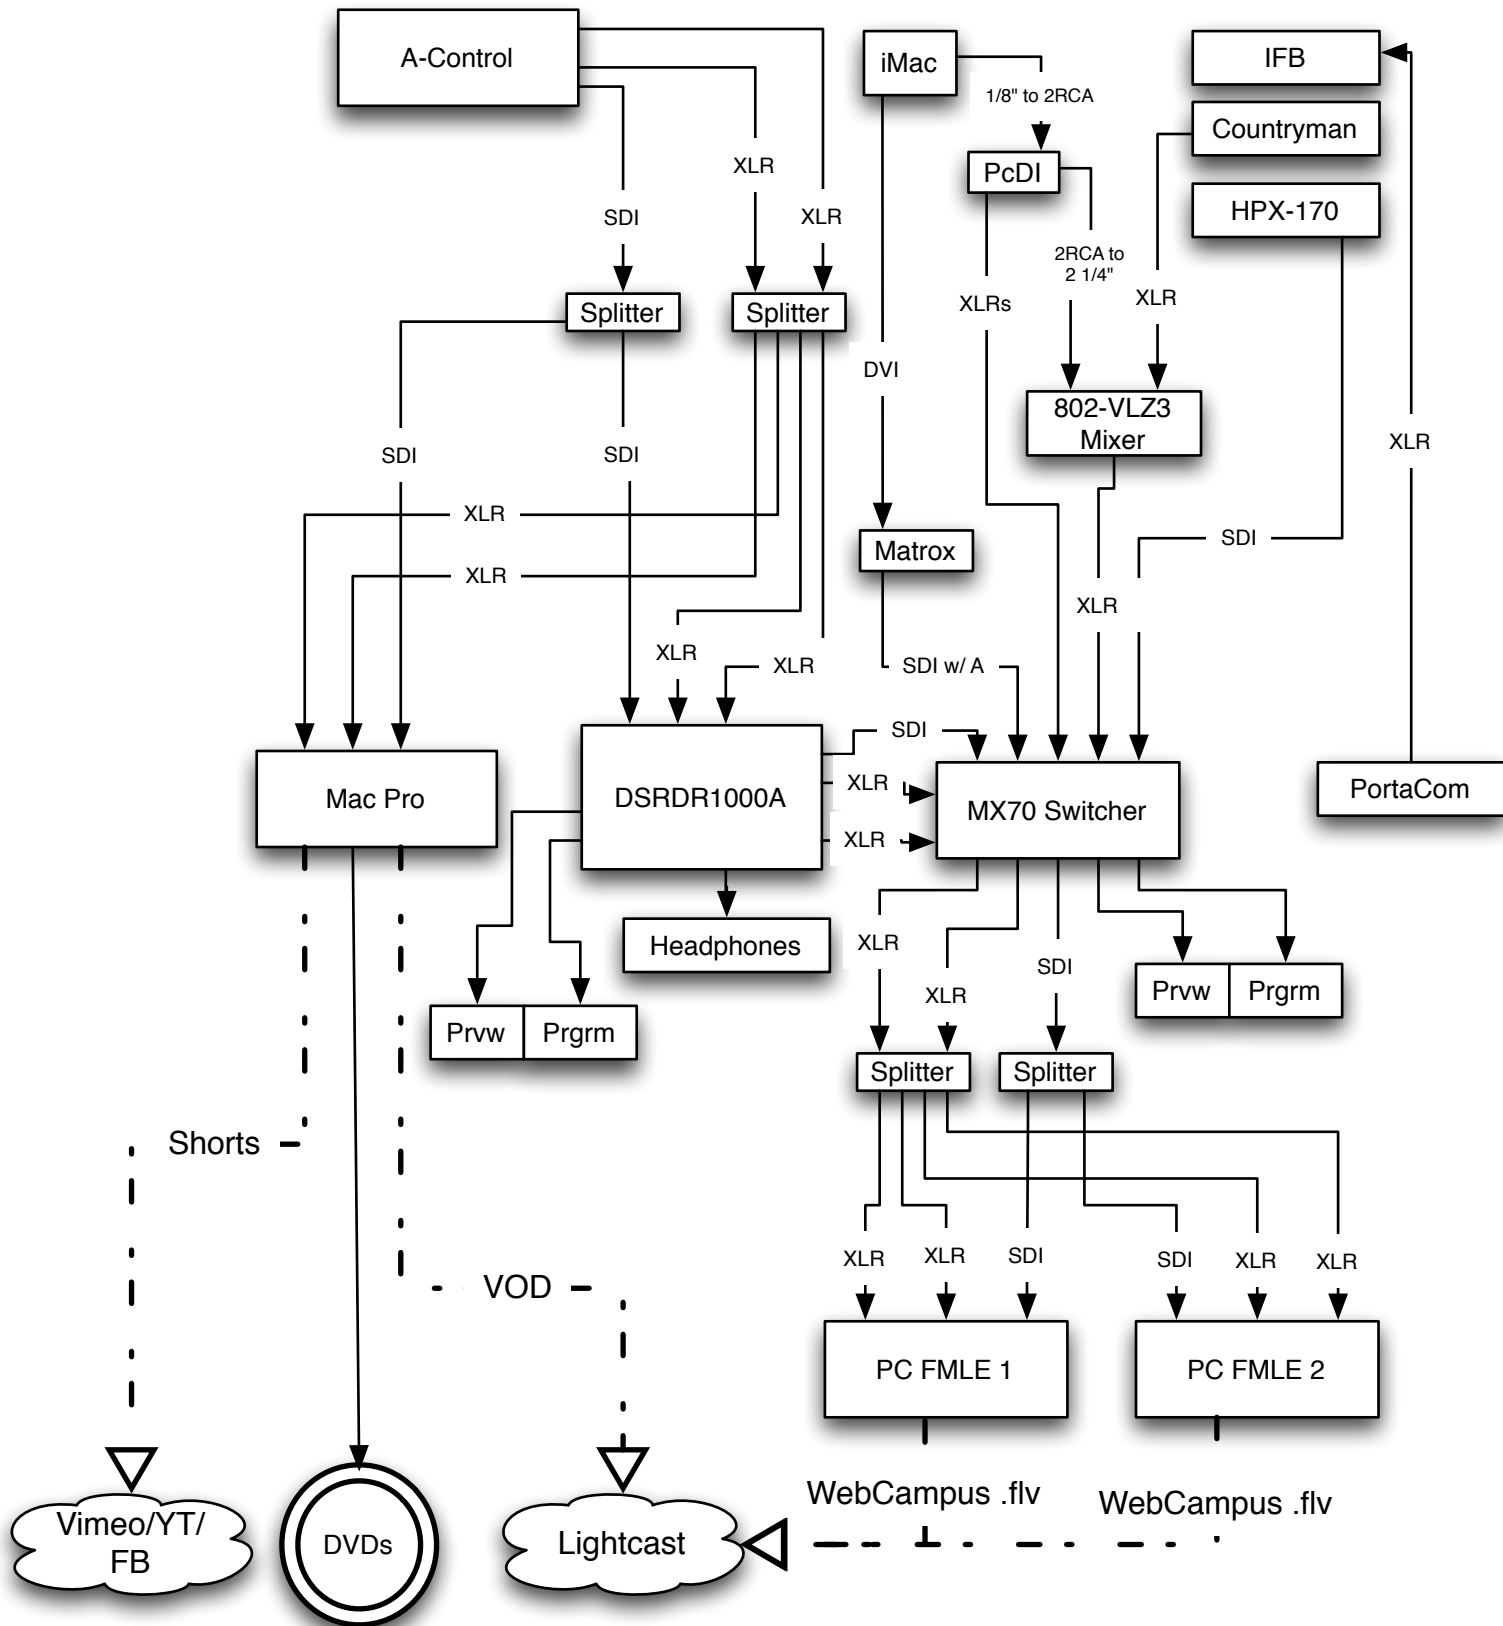 A-Control
iMac
IFB
1/8" to 2RCA
Countryman
XLR
PcDI
HPX-170
SDI
XLR
2RCA to
2 1/4"
XLRs
XLR
Splitter
Splitter
DVI
802-VLZ3
Mixer
XLR
SDI
SDI
XLR
SDI
Matrox
XLR
XLR
XLR
XLR
SDI w/ A
SDI
XLR
PortaCom
Mac Pro
DSRDR1000A
MX70 Switcher
XLR
Headphones
XLR
SDI
Prvw
Prgrm
XLR
Prvw
Prgrm
Splitter
Splitter
Shorts
XLR
XLR
SDI
SDI
XLR
XLR
VOD
PC FMLE 1
PC FMLE 2
WebCampus .flv
WebCampus .flv
Vimeo/YT/
FB
DVDs
Lightcast